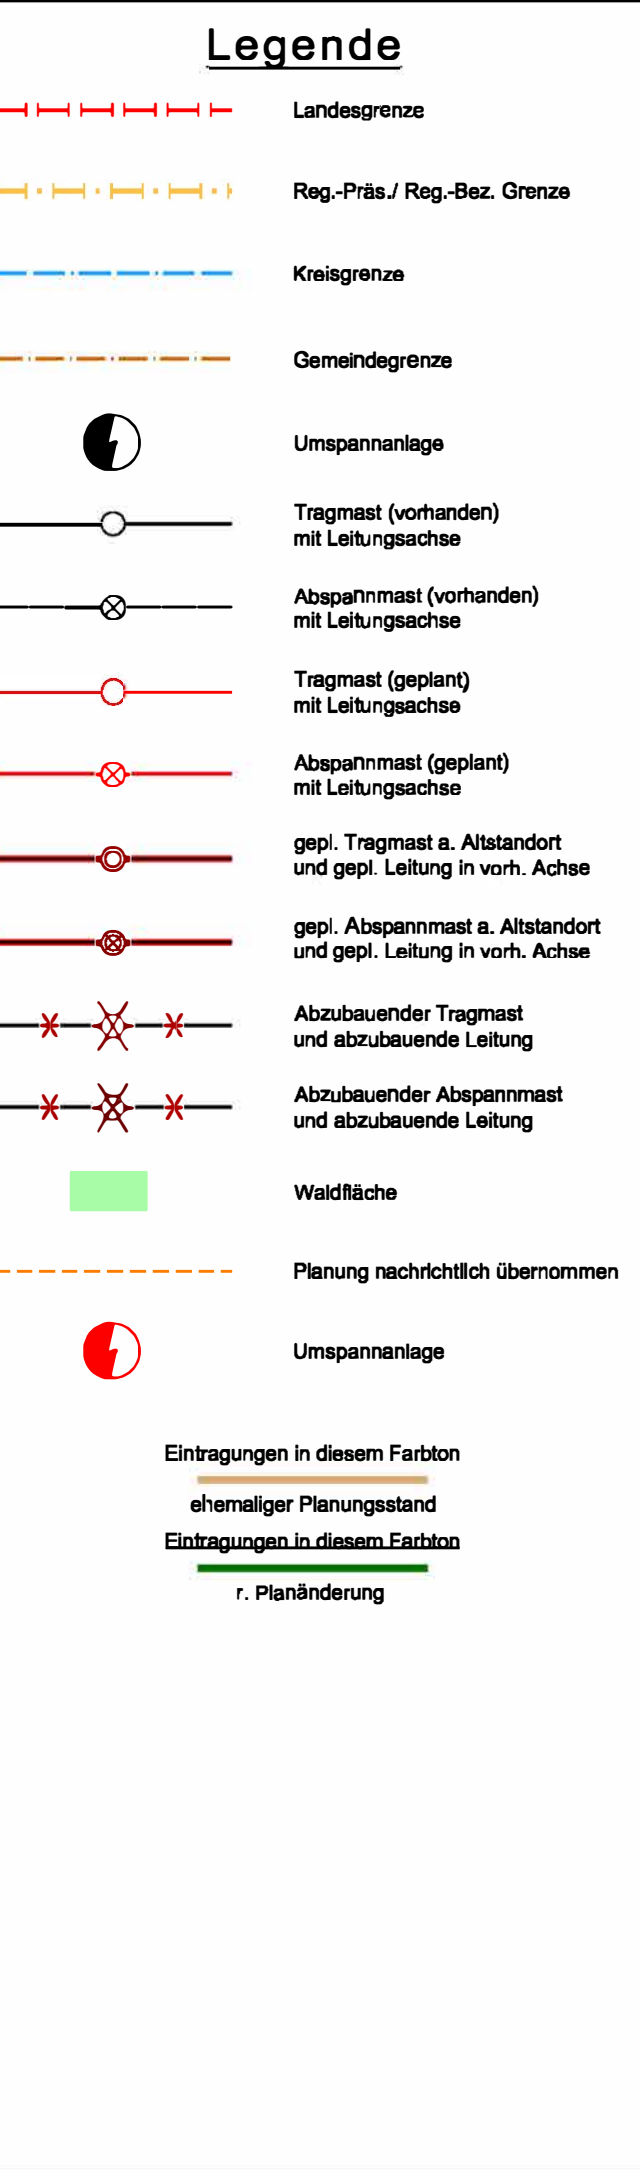 Legende
Landesgrenze
Reg.-Präs./ Reg.-Bez. Grenze
Kreisgrenze
Gemeindegrenze
Umspannanlage
Tragmast (vorhanden)
mit Leitungsachse
Abspannmast (vorhanden)
mit Leitungsachse
Tragmast (geplant)
mit Leitungsachse
Abspannmast (geplant)
mit Leitungsachse
gepl. Tragmast a. Altstandort
und gepl. Leitung in vorh. Achse
gepl. Abspannmast a. Altstandort
und gepl. Leitung in vorh. Achse
Abzubauender Tragmast
und abzubauende Leitung
Abzubauender Abspannmast
und abzubauende Leitung
Waldfläche
Planung nachrichtlich übernommen
Umspannanlage
Eintragungen in diesem Farbton
ehemaliger Planungsstand
Eintragungen in diesem Farbton
r. Planänderung